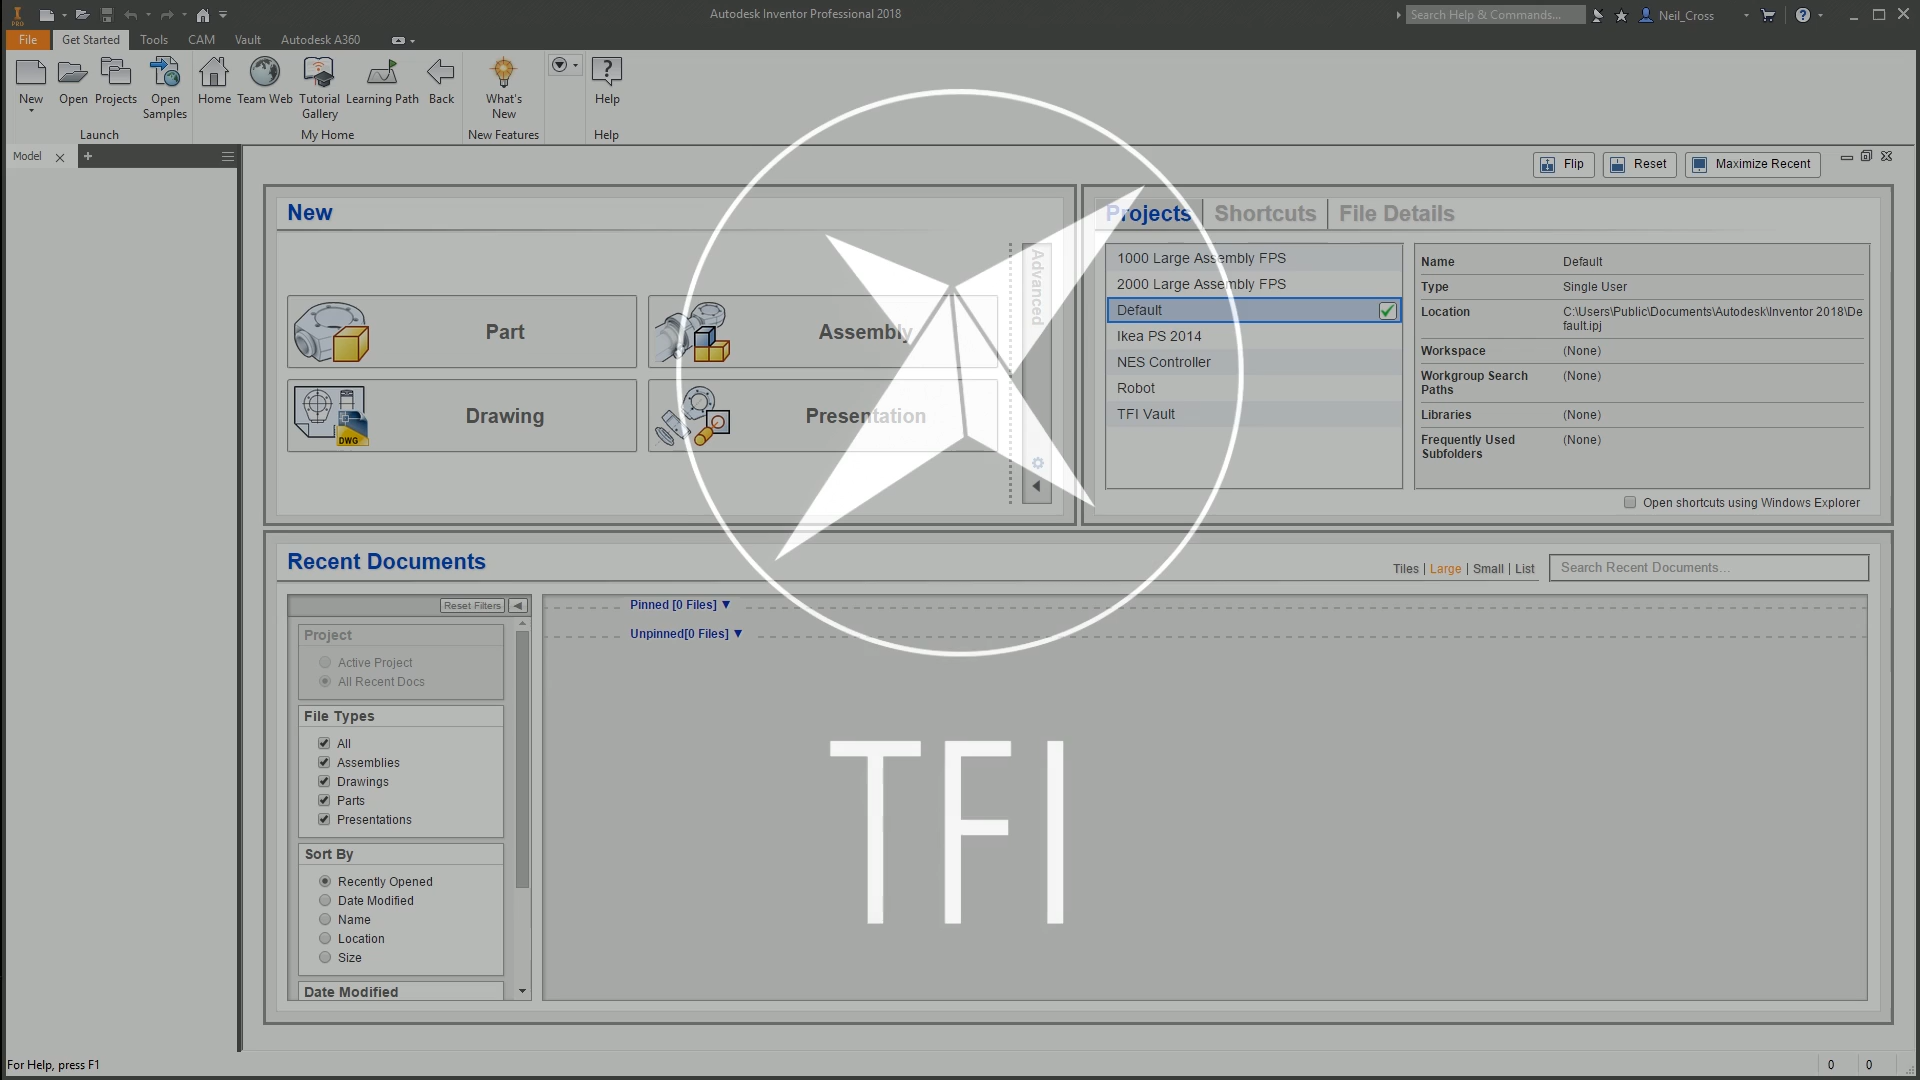 PRO
Autodesk Inventor Professional 2018
Search Help & Commands...
Neil_Cross
?
File
Get Started
Tools
CAM
Vault
Autodesk A360
New
Open
Projects
Open
Samples
Home
Team Web
Tutorial
Gallery
Learning Path
Back
What's
New
?
Help
Launch
My Home
New Features
Help
Model
Flip
Reset
Maximize Recent
New
Part
Assembly
Drawing
DWG
Presentation
Advanced
Projects
Shortcuts
File Details
1000 Large Assembly FPS
2000 Large Assembly FPS
Default
Ikea PS 2014
NES Controller
Robot
TFI Vault
Name Default
Type Single User
Location C:\Users\Public\Documents\Autodesk\Inventor 2018\De
fault.ipj
Workspace (None)
Workgroup Search (None)
Paths
Libraries (None)
Frequently Used (None)
Subfolders
Open shortcuts using Windows Explorer
Recent Documents
Tiles | Large | Small | List
Search Recent Documents...
Reset Filters
Project
Active Project
All Recent Docs
File Types
All
Assemblies
Drawings
Parts
Presentations
Sort By
Recently Opened
Date Modified
Name
Location
Size
Date Modified
Pinned [0 Files]
Unpinned[0 Files]
TFI
For Help, press F1
0 0